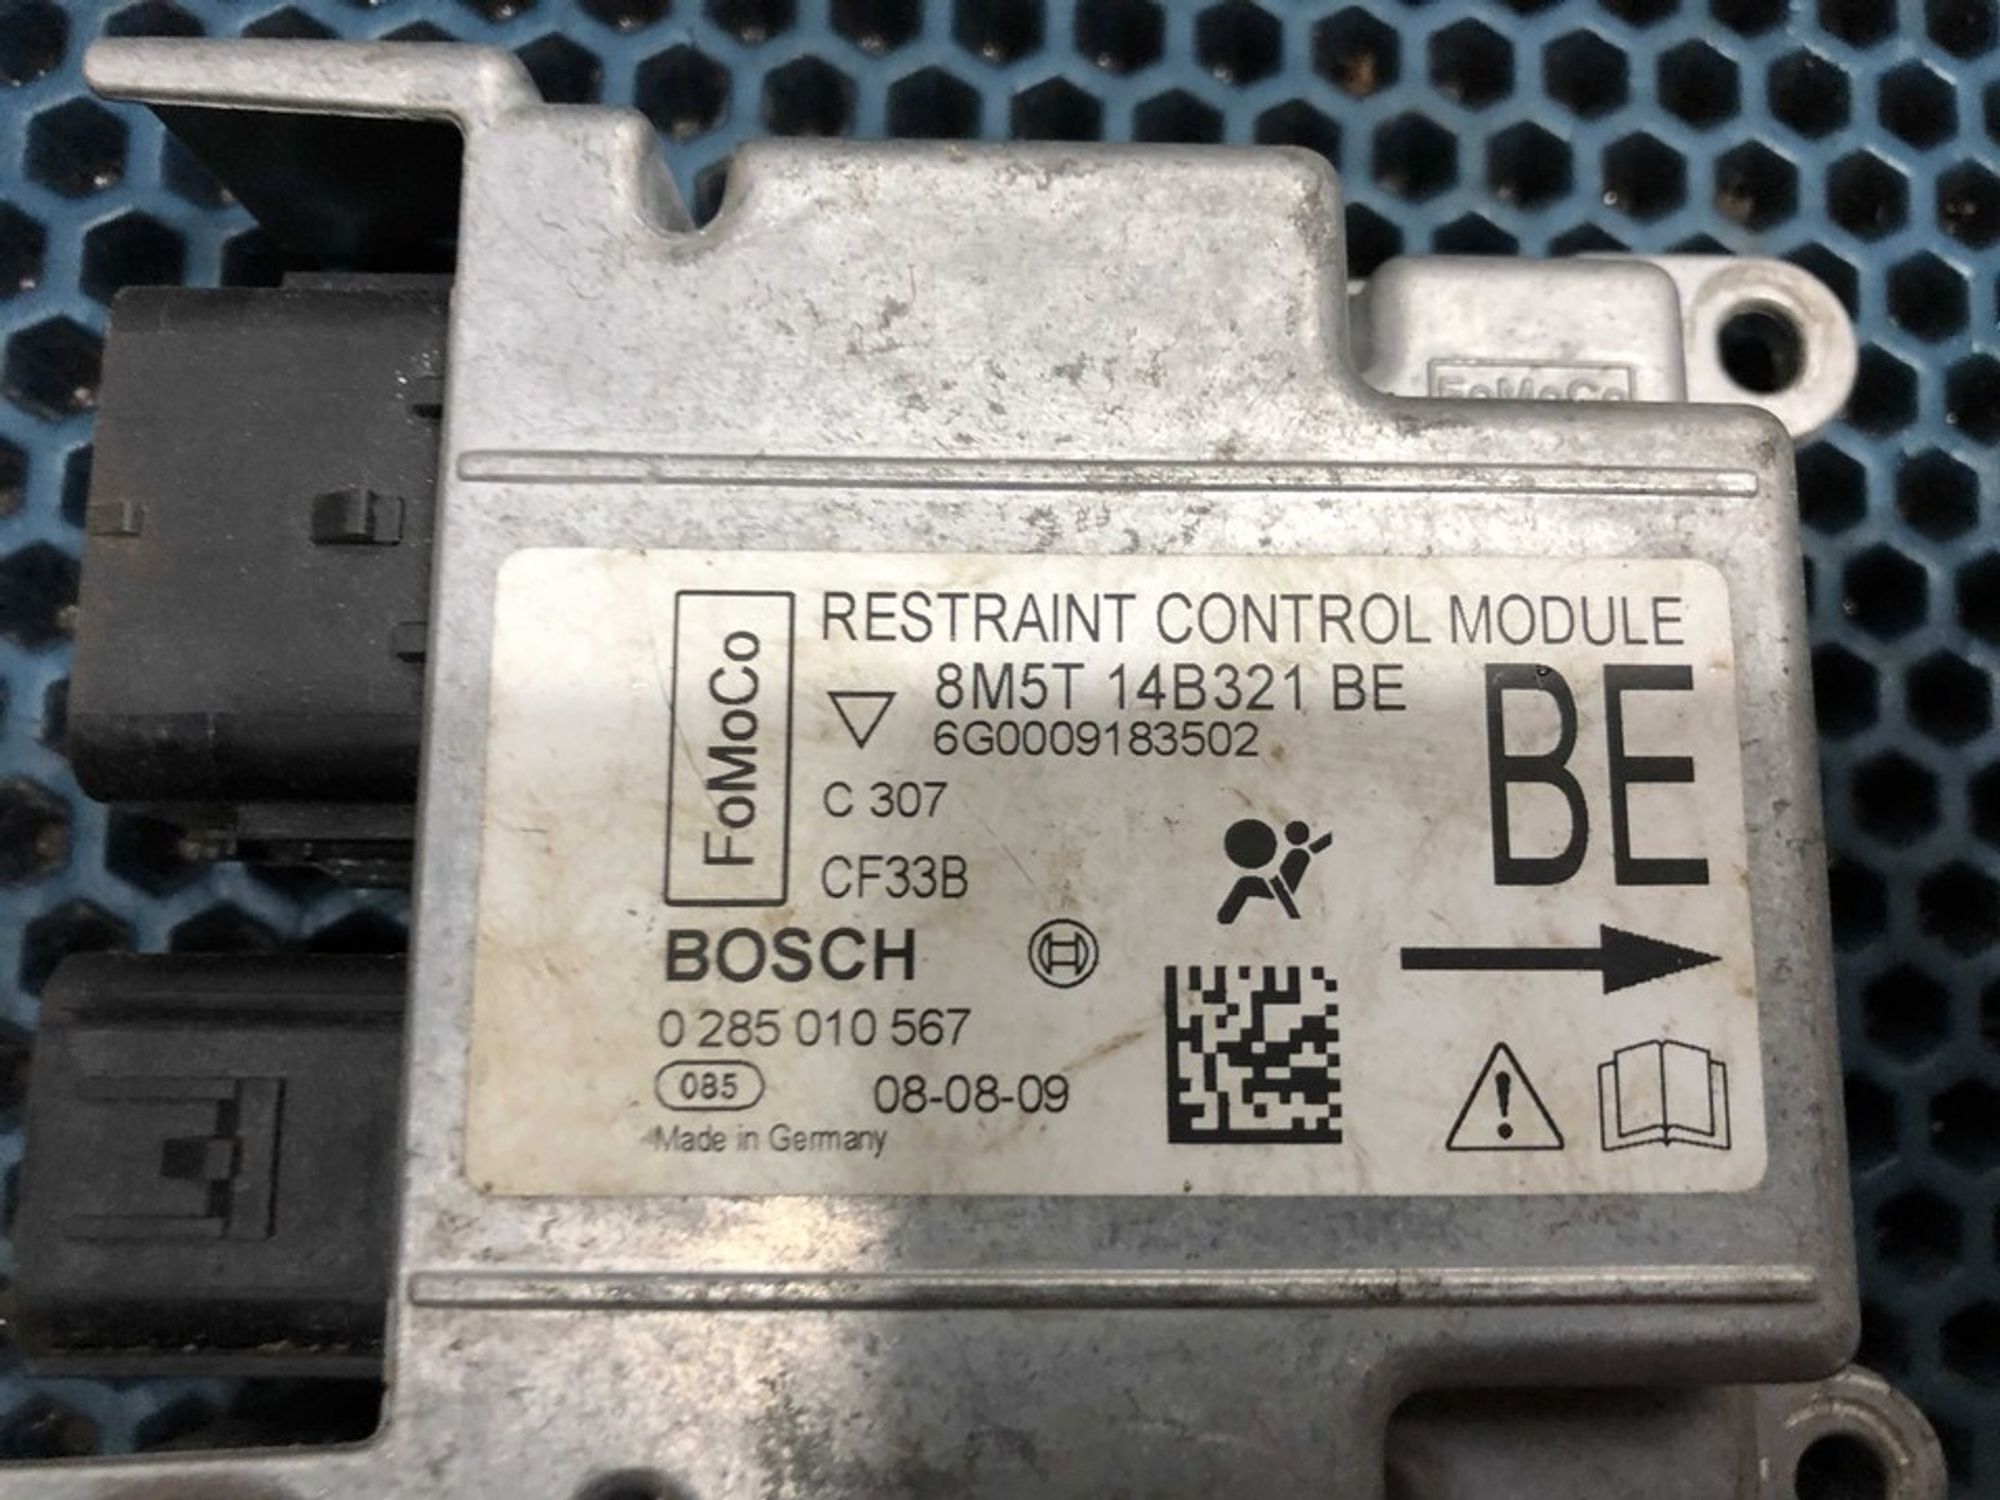 FoMoCo
FoMoCo
RESTRAINT CONTROL MODULE
8M5T 14B321 BE
6G0009183502
BE
C 307
CF33B
BOSCH
0 285 010 567
085
08-08-09
Made in Germany